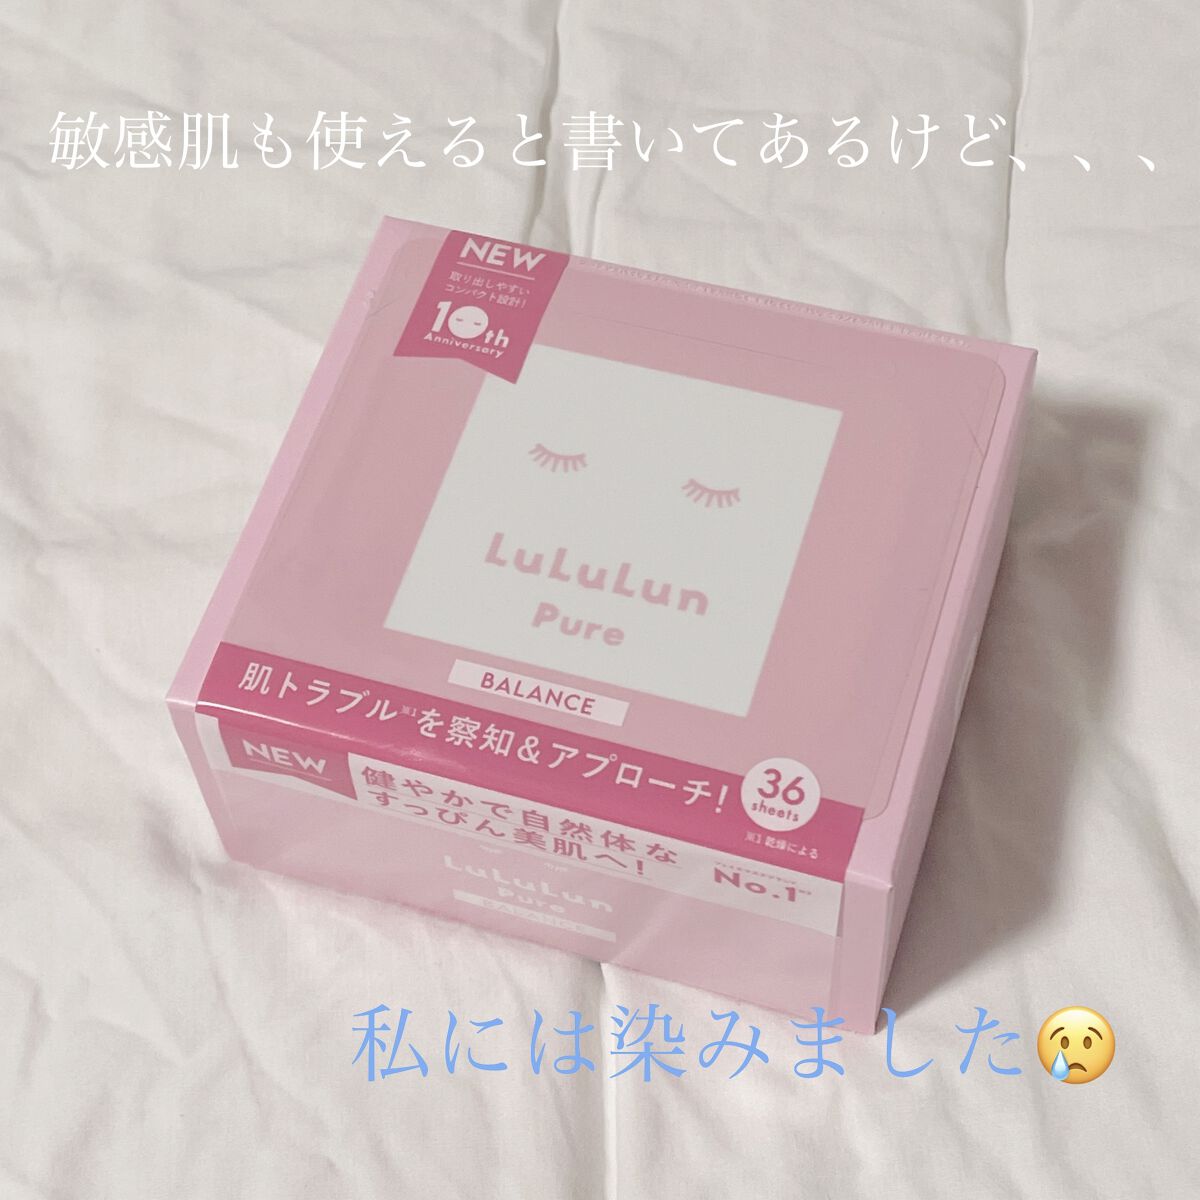 敏感肌も使えると書いてあるけど、、、
NEW
取り出しやすい
コンパクト設計!
10th
Anniversary
LuLuLun
Pure
BALANCE
肌トラブル※1を察知&アプローチ!
36
sheets
※1 乾燥による
NEW
健やかで自然体な
すっぴん美肌へ!
No.1
LuLuLun
Pure
BALANCE
私には染みました😢